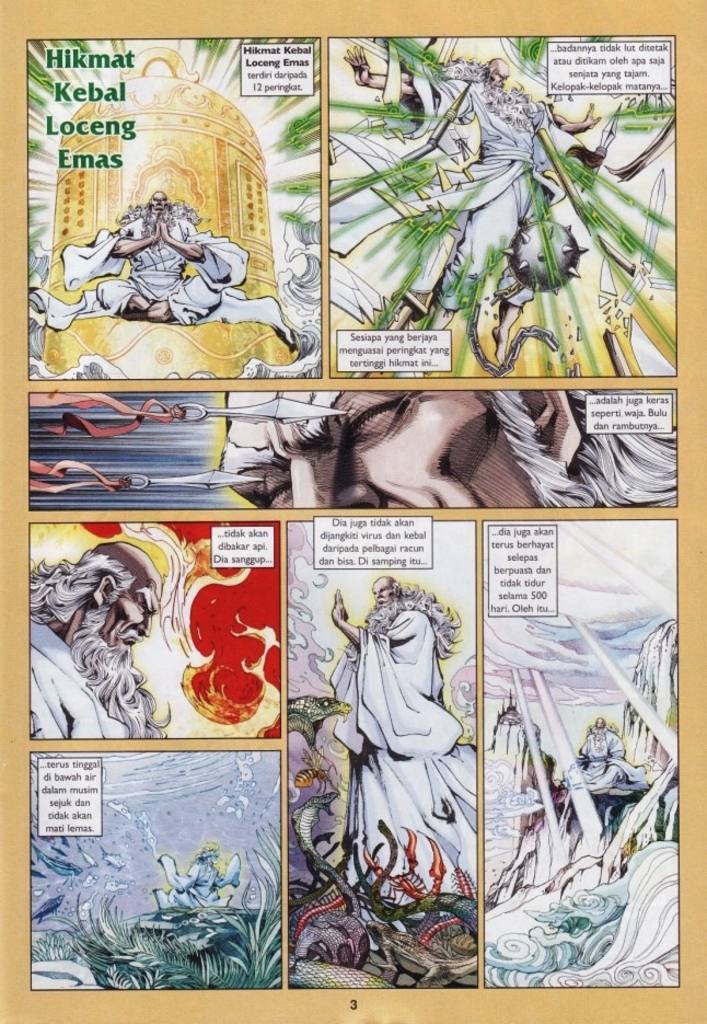 Hikmat
Kebal
Loceng
Emas
Hikmat Kebal
Loceng Emas
terdiri daripada
12 peringkat.
...badannya tidak lut ditetak
atau ditikam oleh apa saja
senjata yang tajam.
Kelopak-kelopak matanya...
Sesiapa yang berjaya
menguasai peringkat yang
tertinggi hikmat ini...
...adalah juga keras
seperti waja. Bulu
dan rambutnya...
...tidak akan
dibakar api.
Dia sanggup...
...terus tinggal
di bawah air
dalam musim
sejuk dan
tidak akan
mati lemas.
Dia juga tidak akan
dijangkiti virus dan kebal
daripada pelbagai racun
dan bisa. Di samping itu...
...dia juga akan
terus berhayat
selepas
berpuasa dan
tidak tidur
selama 500
hari. Oleh itu...
3